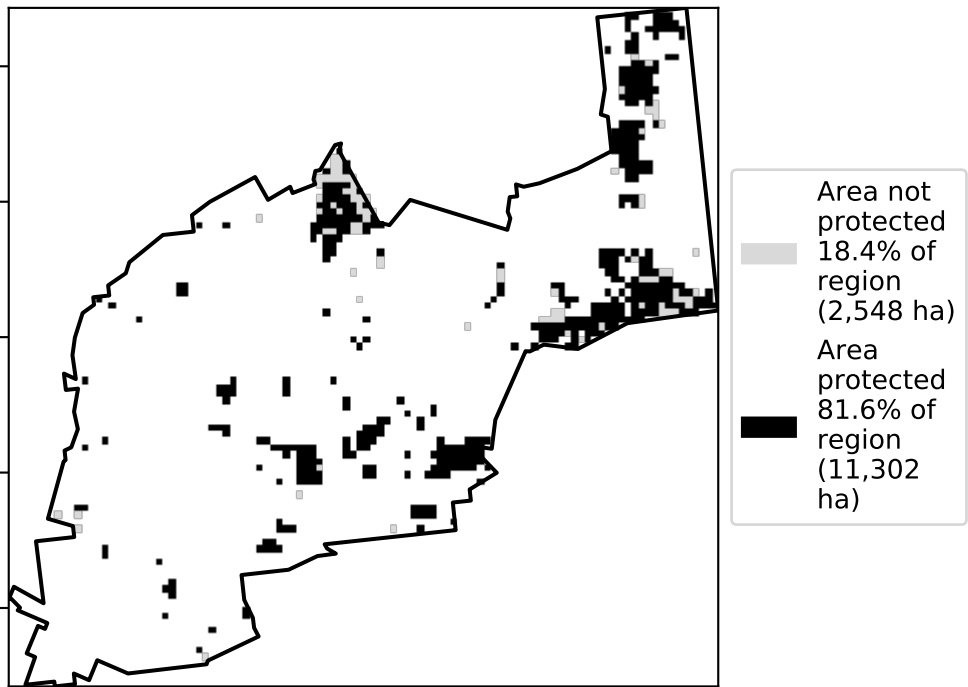 Area not
protected
18.4% of
region
(2,548 ha)
Area
protected
81.6% of
region
(11,302
ha)